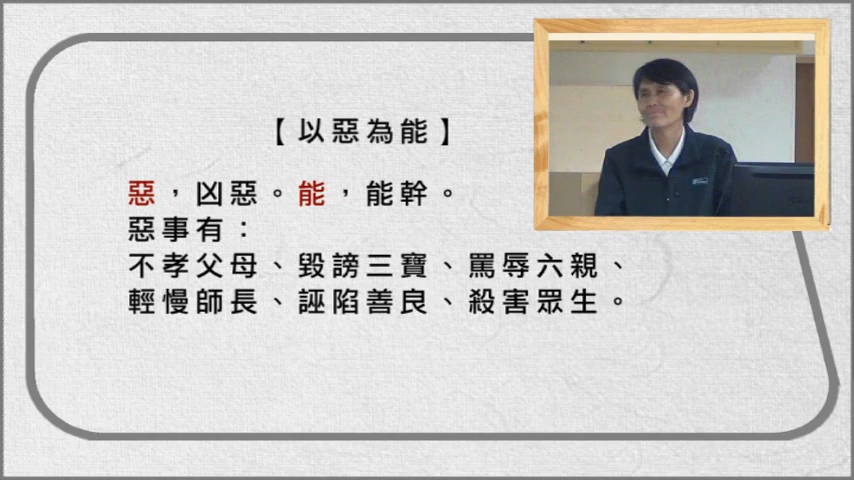 【以惡為能】
惡，凶惡。能，能幹。
惡事有：
不孝父母、毀謗三寶、罵辱六親、
輕慢師長、誣陷善良、殺害眾生。